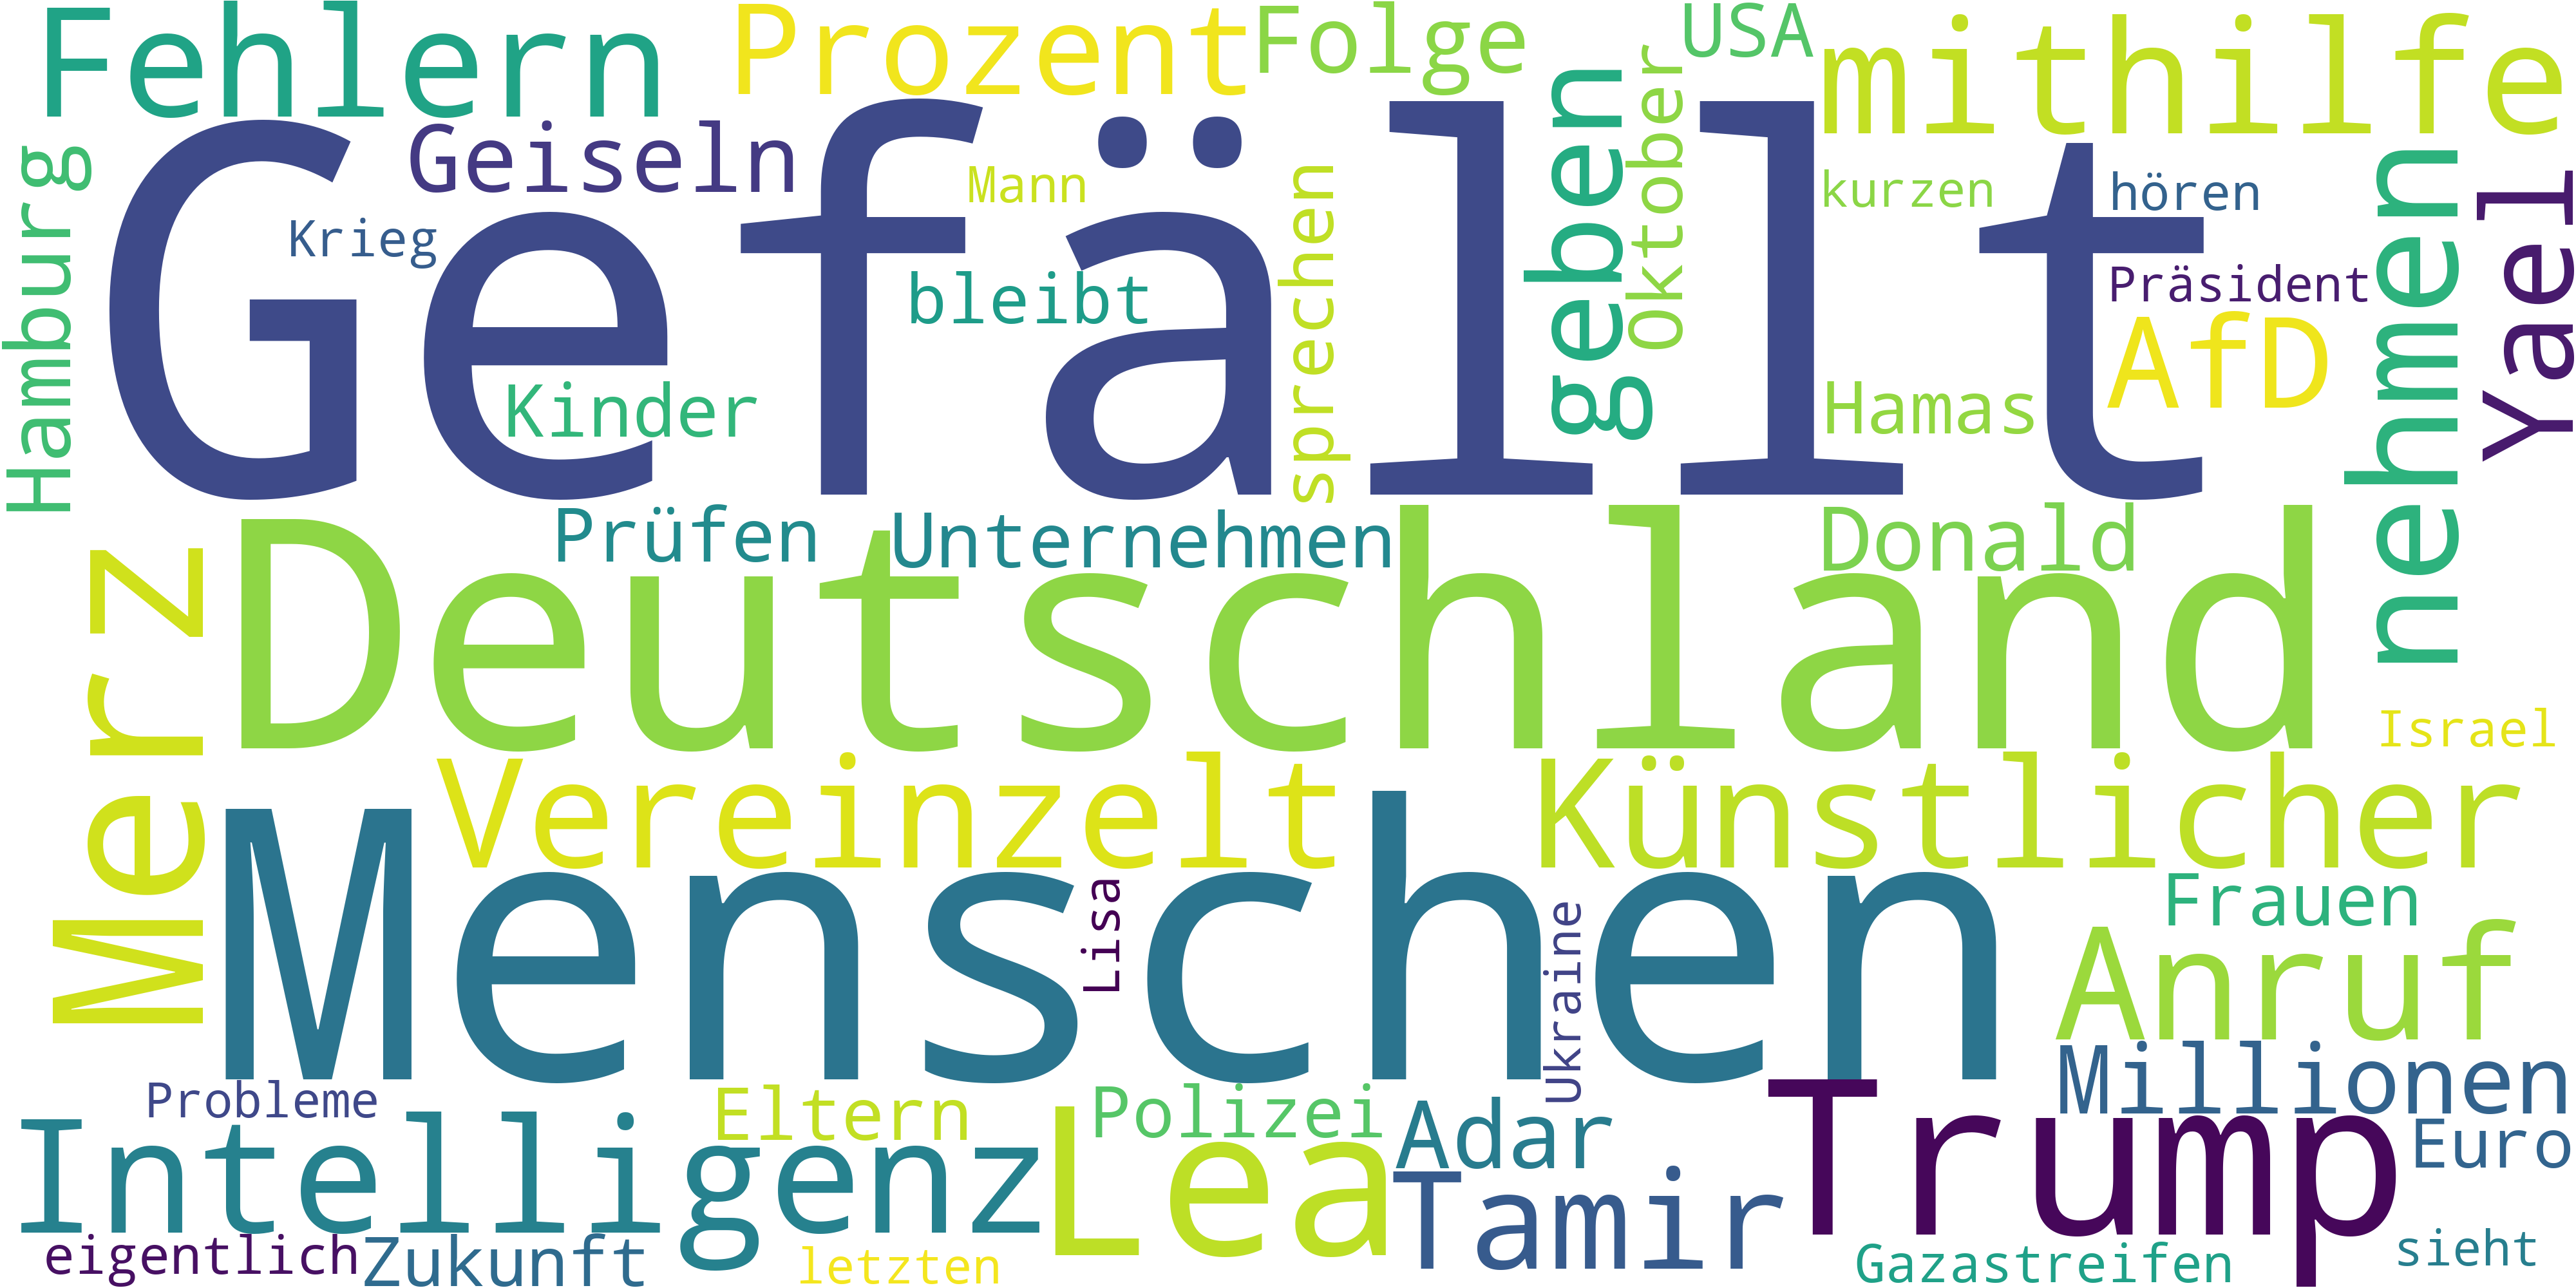 Fehlern
Prozent
Folge
USA
mithilfe
Gefällt
Geiseln
Mann
Krieg
bleibt
Kinder
sprechen
geben
Oktober
kurzen
hören
Präsident
AfD
Hamas
nehmen
Yael
Hamburg
Deutschland
Prüfen
Unternehmen
Donald
Merz
Israel
Vereinzelt
Künstlicher
Menschen
Lisa
Ukraine
Frauen
Anruf
Millionen
Probleme
Intelligenz
Eltern
Polizei
Lea
Adar
Tamir
Trump
Euro
eigentlich
Zukunft
letzten
Gazastreifen
sieht